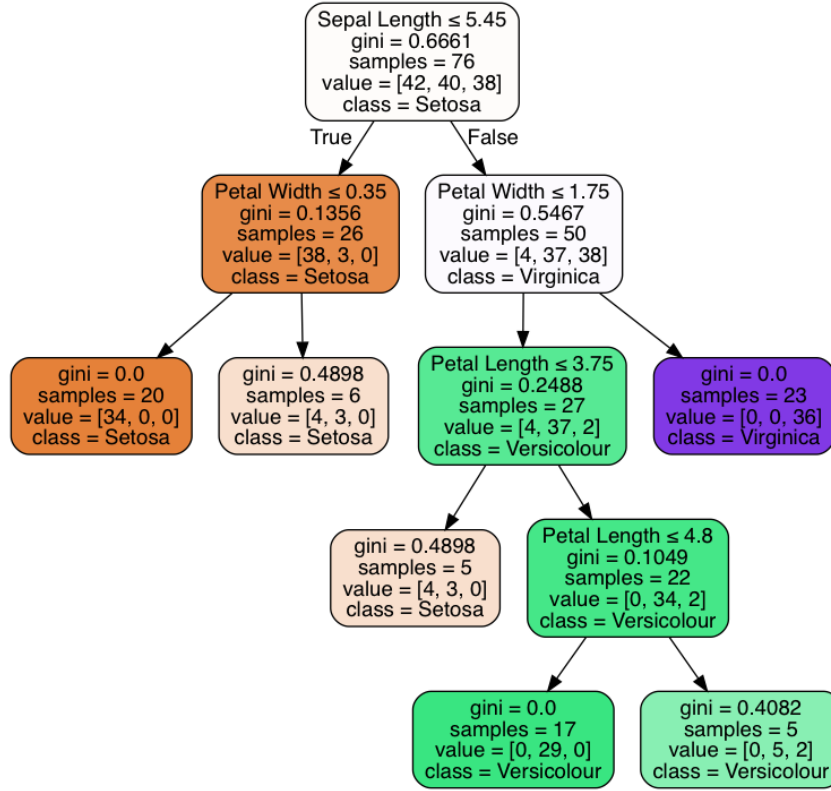 Sepal Length ≤ 5.45
gini = 0.6661
samples = 76
value = [42, 40, 38]
class = Setosa
True
False
Petal Width ≤ 0.35
gini = 0.1356
samples = 26
value = [38, 3, 0]
class = Setosa
Petal Width ≤ 1.75
gini = 0.5467
samples = 50
value = [4, 37, 38]
class = Virginica
gini = 0.0
samples = 20
value = [34, 0, 0]
class = Setosa
gini = 0.4898
samples = 6
value = [4, 3, 0]
class = Setosa
Petal Length ≤ 3.75
gini = 0.2488
samples = 27
value = [4, 37, 2]
class = Versicolour
gini = 0.0
samples = 23
value = [0, 0, 36]
class = Virginica
gini = 0.4898
samples = 5
value = [4, 3, 0]
class = Setosa
Petal Length ≤ 4.8
gini = 0.1049
samples = 22
value = [0, 34, 2]
class = Versicolour
gini = 0.0
samples = 17
value = [0, 29, 0]
class = Versicolour
gini = 0.4082
samples = 5
value = [0, 5, 2]
class = Versicolour